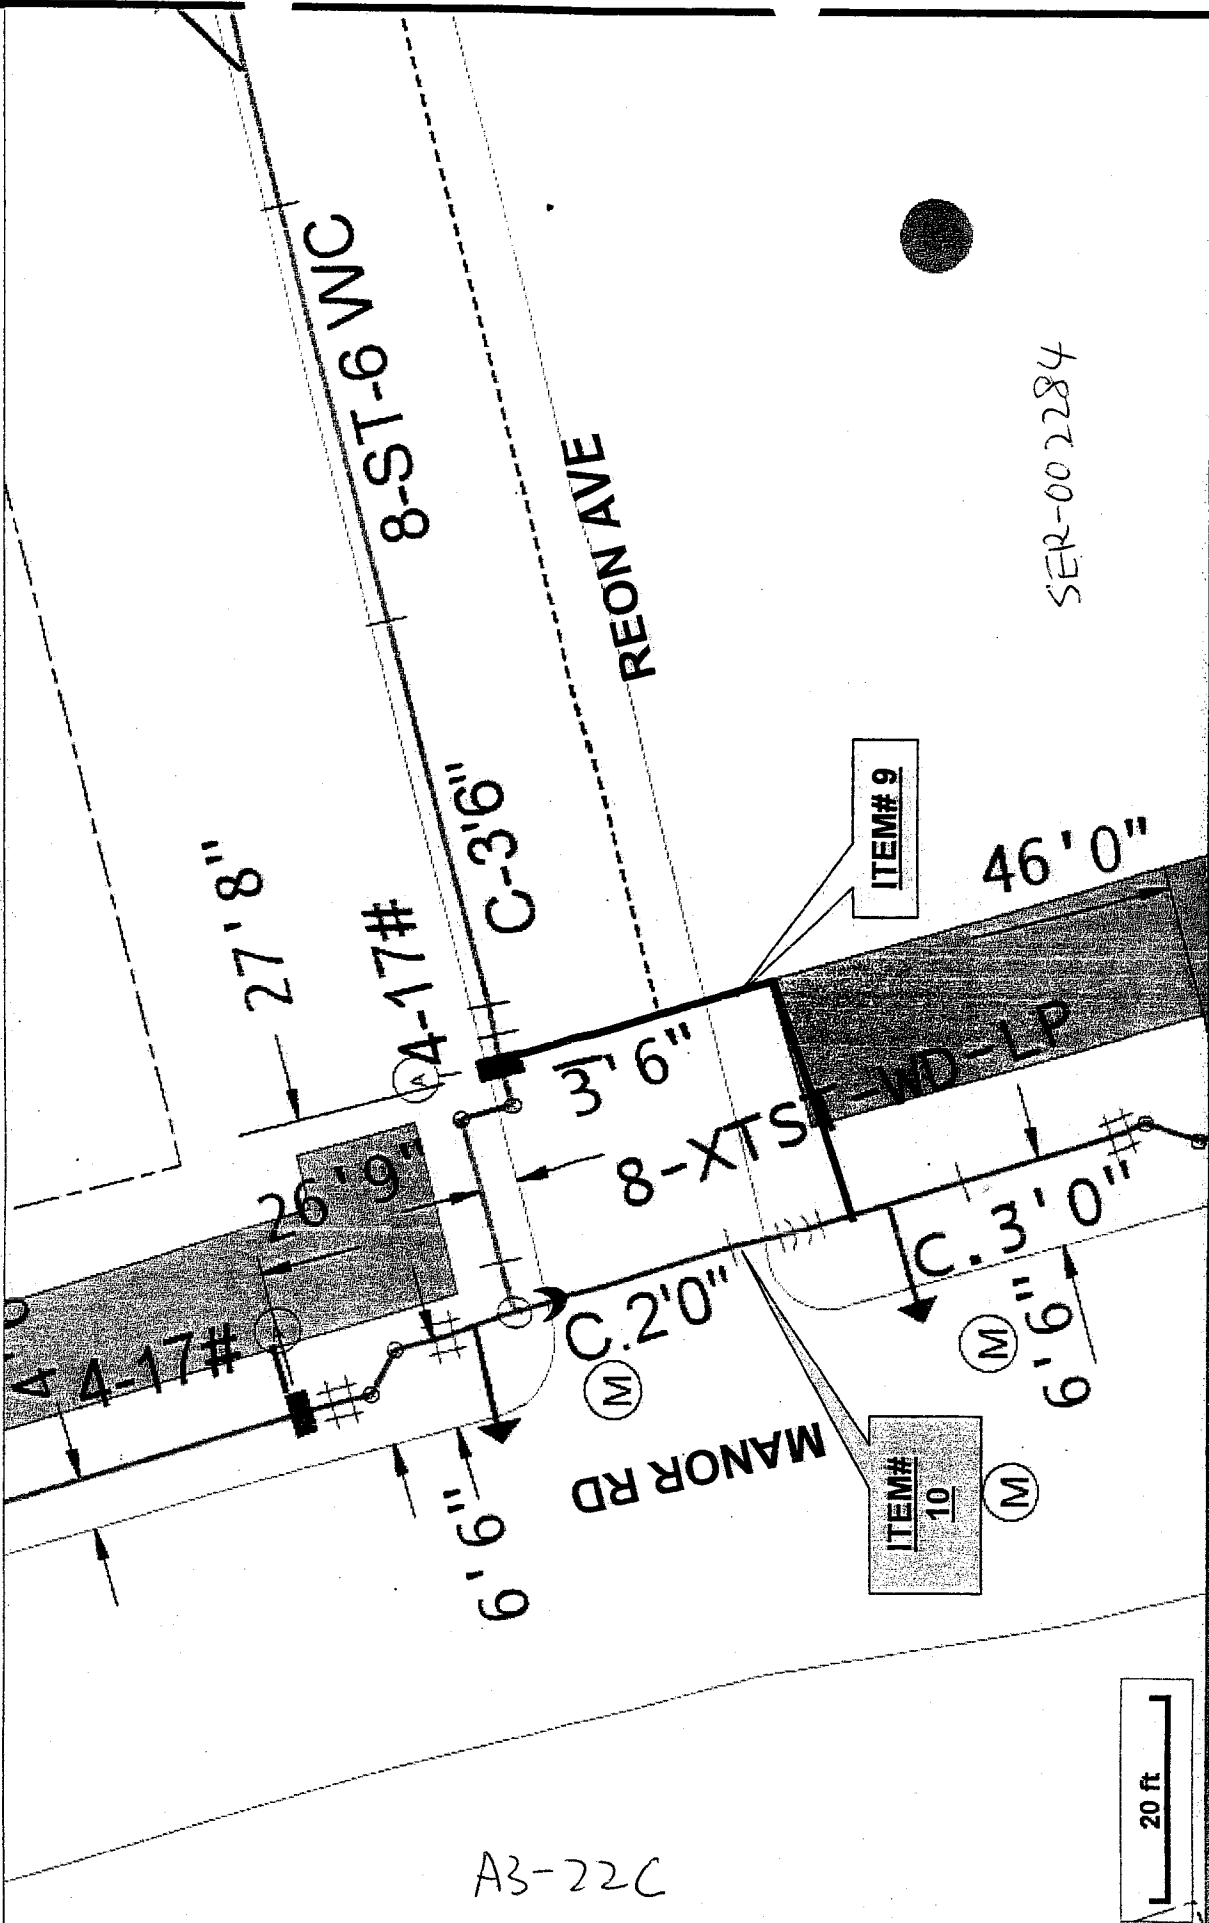 8-ST-6 WC
REON AVE
SER-002284
27'8"
4-17#
C-3'6"
ITEM# 9
46'0"
3'6"
8-XTST-WD-LP
26'9"
A
4-17#
4
C.2'0"
C.3'0"
M
M
6'6"
6'6"
MANOR RD
ITEM#
10
M
20 ft
A3-22C